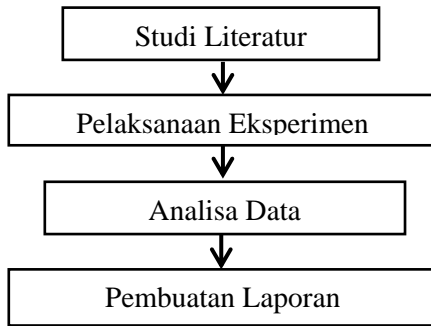 Studi Literatur
Pelaksanaan Eksperimen
Analisa Data
Pembuatan Laporan